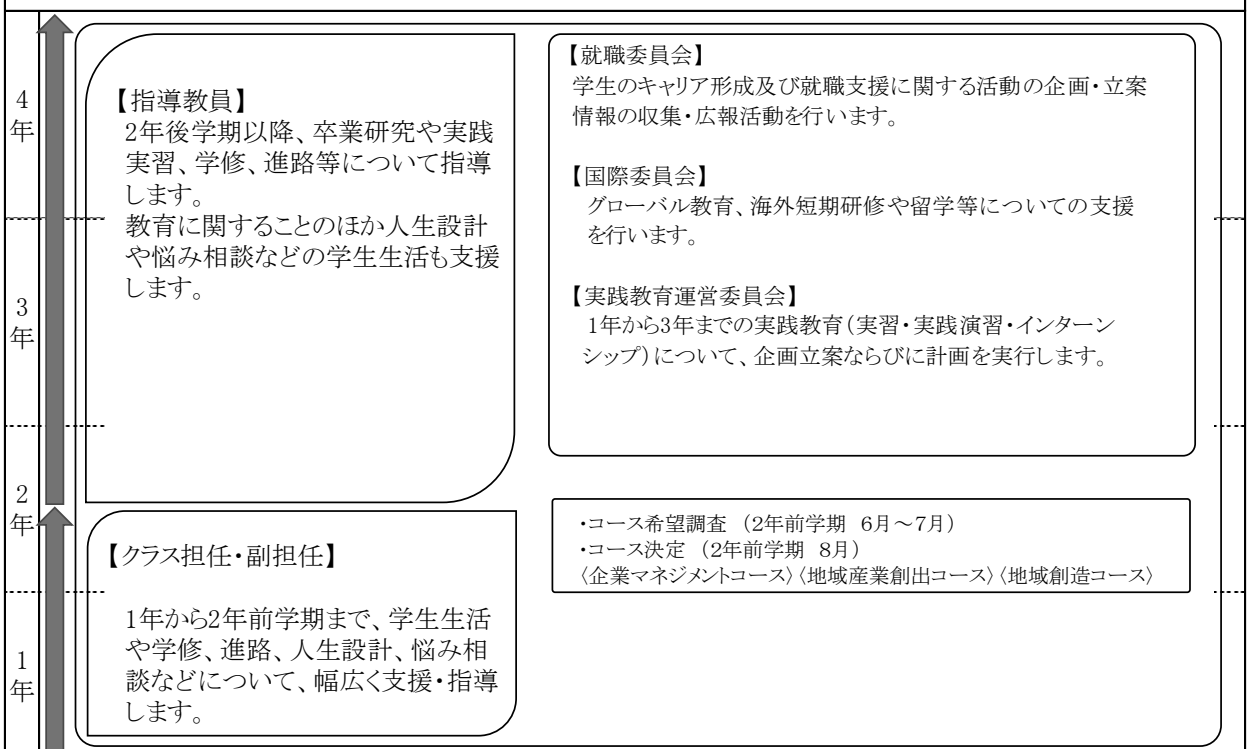 4
年
3
年
2
年
1
年
【指導教員】
2年後学期以降、卒業研究や実践
実習、学修、進路等について指導
します。
教育に関することのほか人生設計
や悩み相談などの学生生活も支援
します。
【就職委員会】
学生のキャリア形成及び就職支援に関する活動の企画・立案
情報の収集・広報活動を行います。
【国際委員会】
グローバル教育、海外短期研修や留学等についての支援
を行います。
【実践教育運営委員会】
1年から3年までの実践教育(実習・実践演習・インターン
シップ)について、企画立案ならびに計画を実行します。
【クラス担任・副担任】
1年から2年前学期まで、学生生活
や学修、進路、人生設計、悩み相
談などについて、幅広く支援・指導
します。
・コース希望調査 (2年前学期 6月～7月)
・コース決定 (2年前学期 8月)
〈企業マネジメントコース〉〈地域産業創出コース〉〈地域創造コース〉